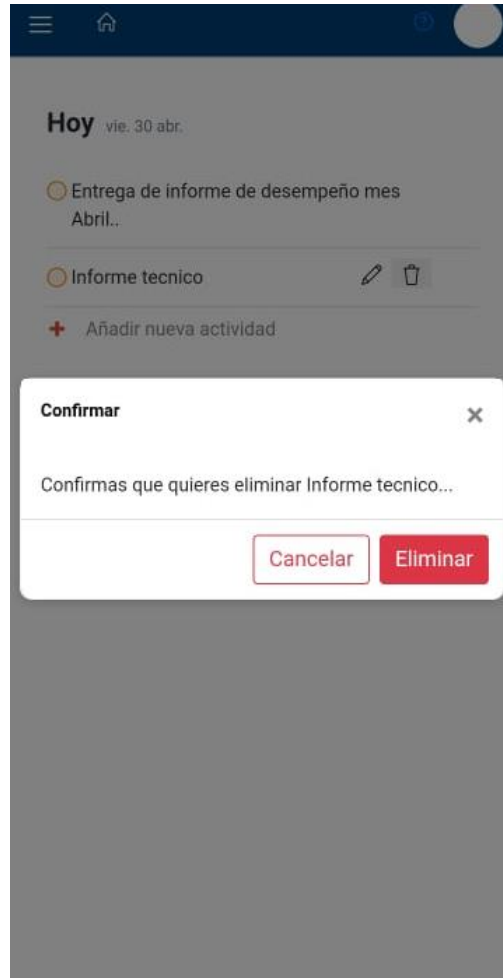 Hoy vie. 30 abr.
Entrega de informe de desempeño mes
Abril..
Informe tecnico
Añadir nueva actividad
Confirmar
Confirmas que quieres eliminar Informe tecnico...
Cancelar Eliminar